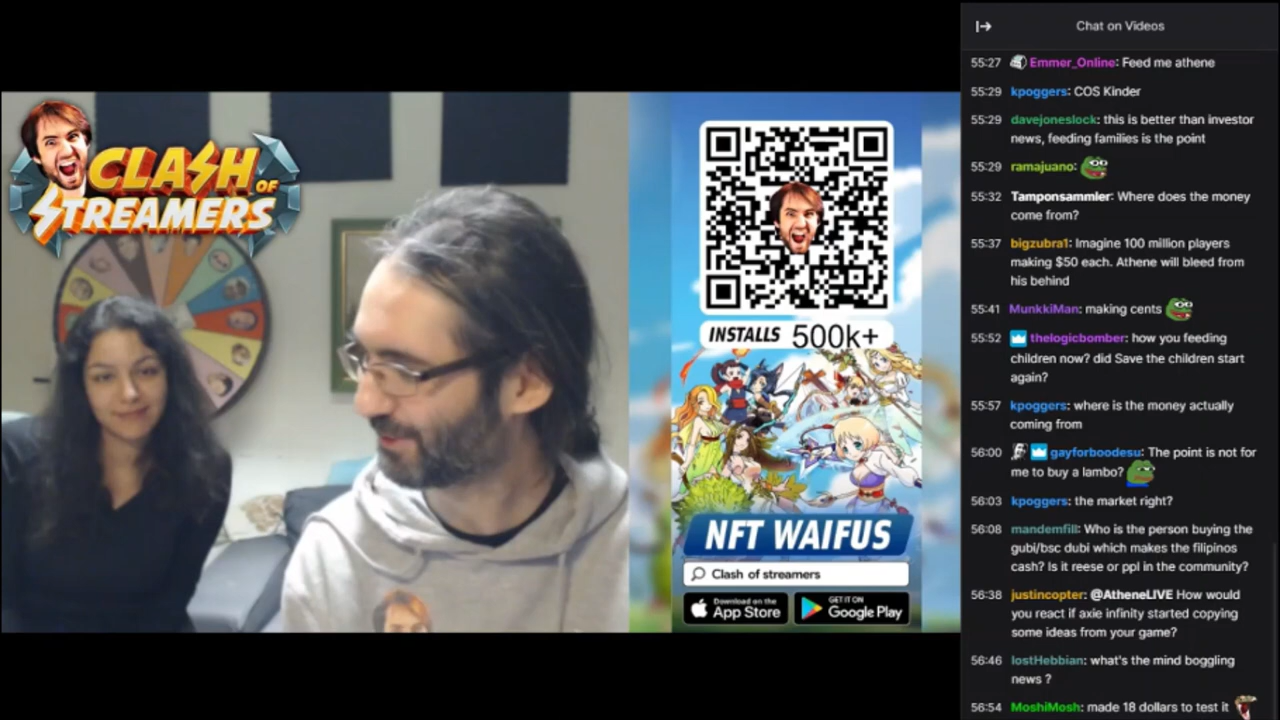 CLASH
OF
STREAMERS
INSTALLS 500k+
NFT WAIFUS
Clash of streamers
Download on the
App Store
GET IT ON
Google Play
Chat on Videos
55:27 Emmer_Online: Feed me athene
55:29 kpoggers: COS Kinder
55:29 davejoneslock: this is better than investor
news, feeding families is the point
55:29 ramajuano:
55:32 Tamponsammler: Where does the money
come from?
55:37 bigzubra1: Imagine 100 million players
making $50 each. Athene will bleed from
his behind
55:41 MunkkiMan: making cents
55:52 thelogicbomber: how you feeding
children now? did Save the children start
again?
55:57 kpoggers: where is the money actually
coming from
56:00 gayforboodesu: The point is not for
me to buy a lambo?
56:03 kpoggers: the market right?
56:08 mandemfill: Who is the person buying the
gubi/bsc dubi which makes the filipinos
cash? Is it reese or ppl in the community?
56:38 justincopter: @AtheneLIVE How would
you react if axie infinity started copying
some ideas from your game?
56:46 lostHebbian: what's the mind boggling
news ?
56:54 MoshiMosh: made 18 dollars to test it